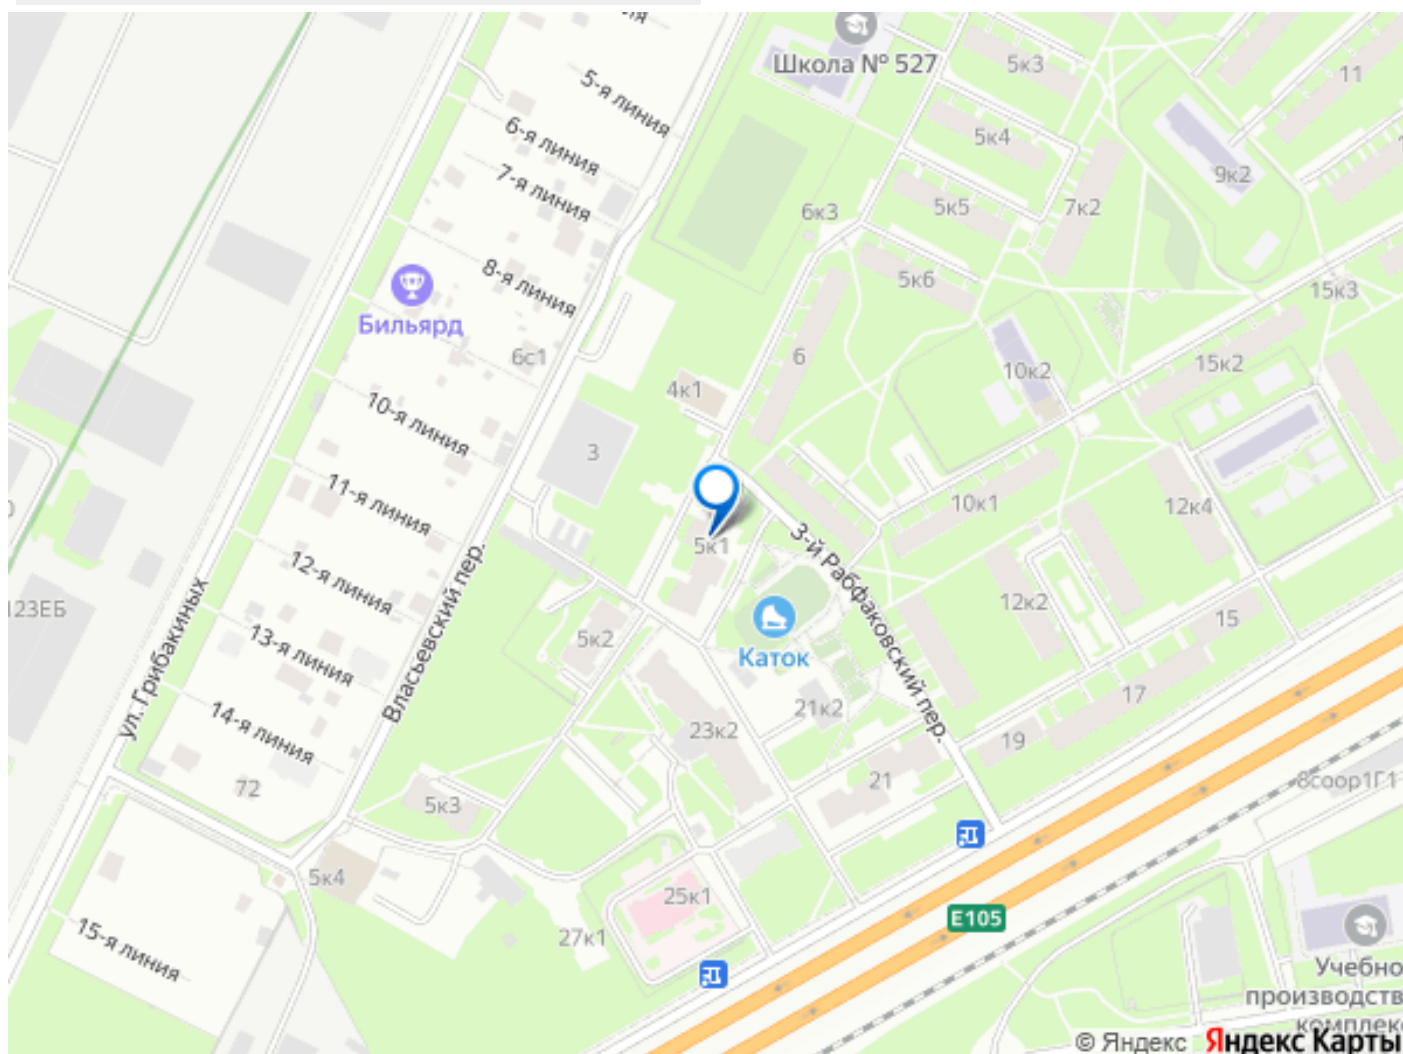 Школа № 527
5к3
11
5-я линия
6-я линия
5к4
7-я линия
9к2
5к5
7к2
6к3
8-я линия
5к6
15к3
Бильярд
6с1
6
15к2
10к2
4к1
10-я линия
3
11-я линия
10к1
12к4
5к1
3-й Рабфаковский пер.
12-я линия
Власьевский пер.
123ЕБ
ул. Грибакиных
12к2
15
13-я линия
5к2
Каток
17
21к2
14-я линия
23к2
19
72
5к3
21
8соор1Г1
5к4
25к1
E105
27к1
15-я линия
Учебно
производств
комплекс
© Яндекс Яндекс Карты